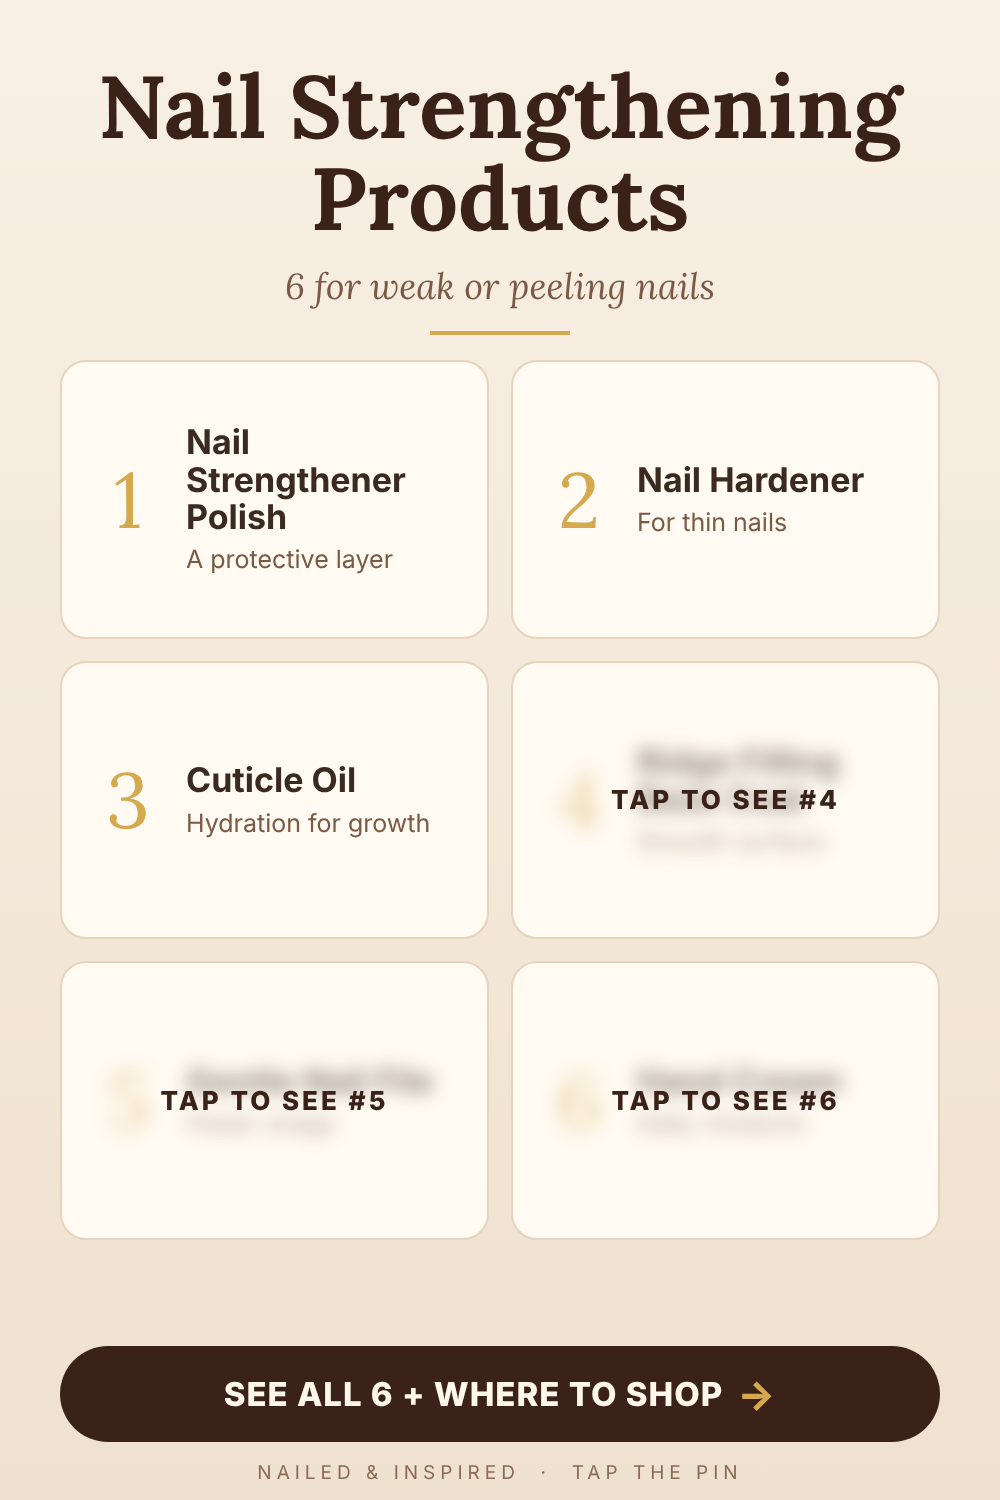 Nail Strengthening
Products
6 for weak or peeling nails
1
Nail
Strengthener
Polish
A protective layer
2
Nail Hardener
For thin nails
3
Cuticle Oil
Hydration for growth
TAP TO SEE #4
TAP TO SEE #5
TAP TO SEE #6
SEE ALL 6 + WHERE TO SHOP →
NAILED & INSPIRED · TAP THE PIN